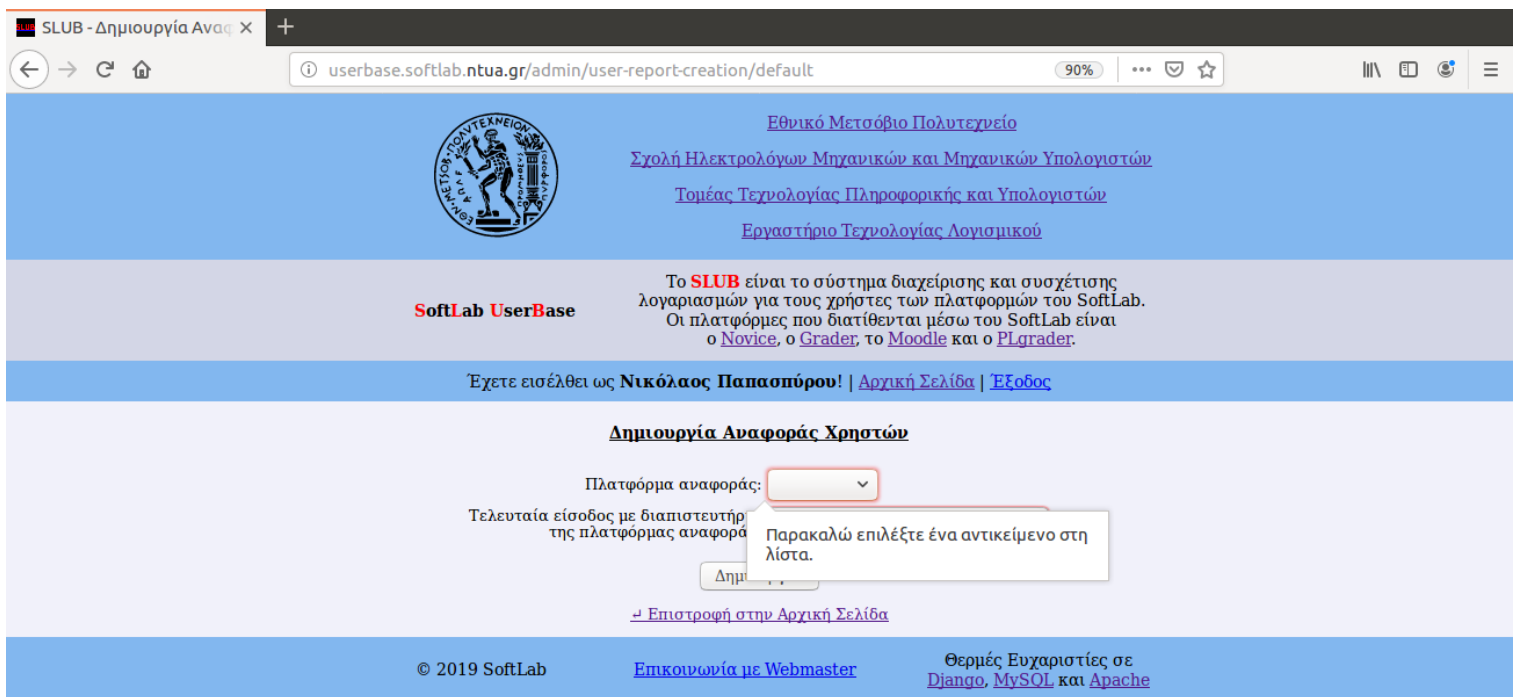 SLUB - Δημιουργία Αναφ
userbase.softlab.ntua.gr/admin/user-report-creation/default
90%
Εθνικό Μετσόβιο Πολυτεχνείο
Σχολή Ηλεκτρολόγων Μηχανικών και Μηχανικών Υπολογιστών
Τομέας Τεχνολογίας Πληροφορικής και Υπολογιστών
Εργαστήριο Τεχνολογίας Λογισμικού
SoftLab UserBase
Το SLUB είναι το σύστημα διαχείρισης και συσχέτισης
λογαριασμών για τους χρήστες των πλατφορμών του SoftLab.
Οι πλατφόρμες που διατίθενται μέσω του SoftLab είναι
ο Novice, ο Grader, το Moodle και ο PLgrader.
Έχετε εισέλθει ως Νικόλαος Παπασπύρου! | Αρχική Σελίδα | Έξοδος
Δημιουργία Αναφοράς Χρηστών
Πλατφόρμα αναφοράς:
Τελευταία είσοδος με διαπιστευτήρ
της πλατφόρμας αναφορά
Παρακαλώ επιλέξτε ένα αντικείμενο στη
λίστα.
Δημι
↵ Επιστροφή στην Αρχική Σελίδα
© 2019 SoftLab
Επικοινωνία με Webmaster
Θερμές Ευχαριστίες σε
Django, MySQL και Apache